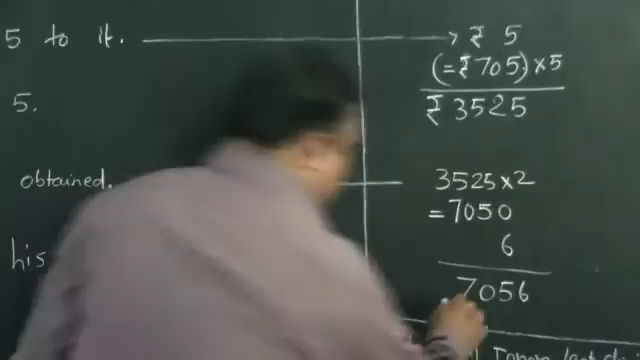 5 to it. → ₹ 5
(=₹705)×5
5.
₹ 3525
obtained. 3525×2
=7050
6
his
7056